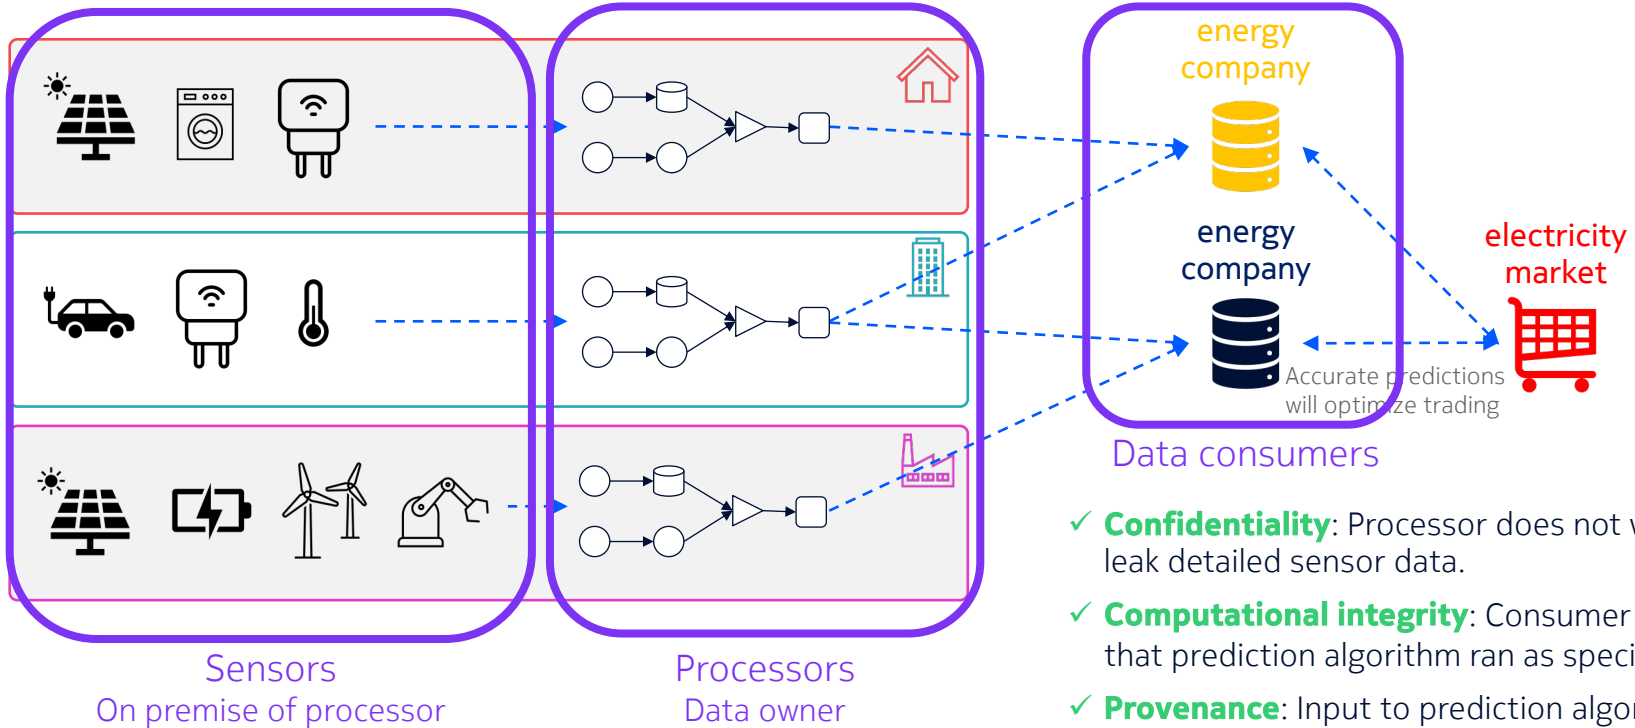 energy
company
energy
company
electricity
market
Accurate predictions
will optimize trading
Data consumers
✓ Confidentiality: Processor does not
leak detailed sensor data.
✓ Computational integrity: Consumer
that prediction algorithm ran as
✓ Provenance: Input to prediction
Sensors
On premise of processor
Processors
Data owner